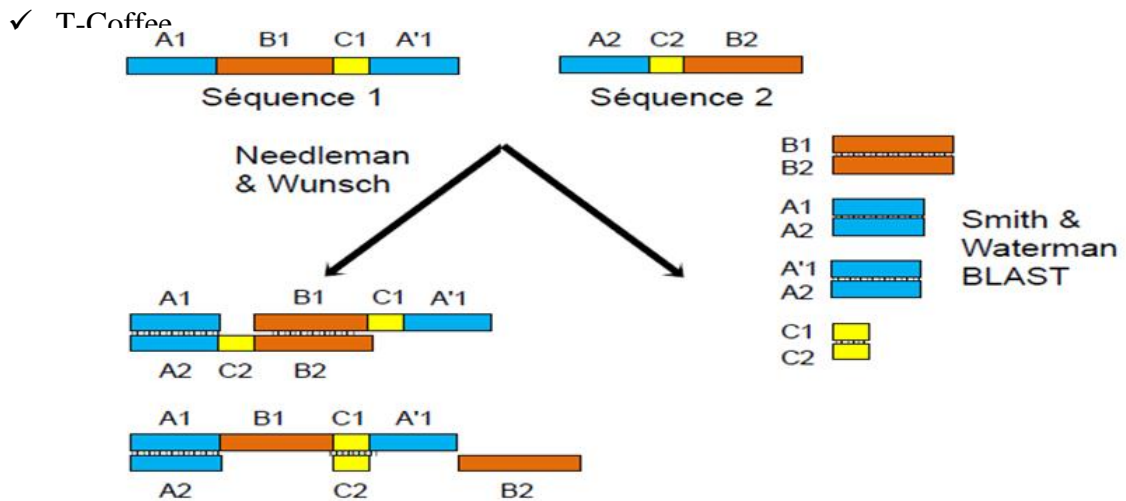 ✓ T-Coffee
A1 B1 C1 A'1
A2 C2 B2
Séquence 1
Séquence 2
Needleman
& Wunsch
B1
B2
A1
A2
A'1
A2
C1
C2
Smith &
Waterman
BLAST
A1 B1 C1 A'1
A2 C2 B2
A1 B1 C1 A'1
A2 C2 B2